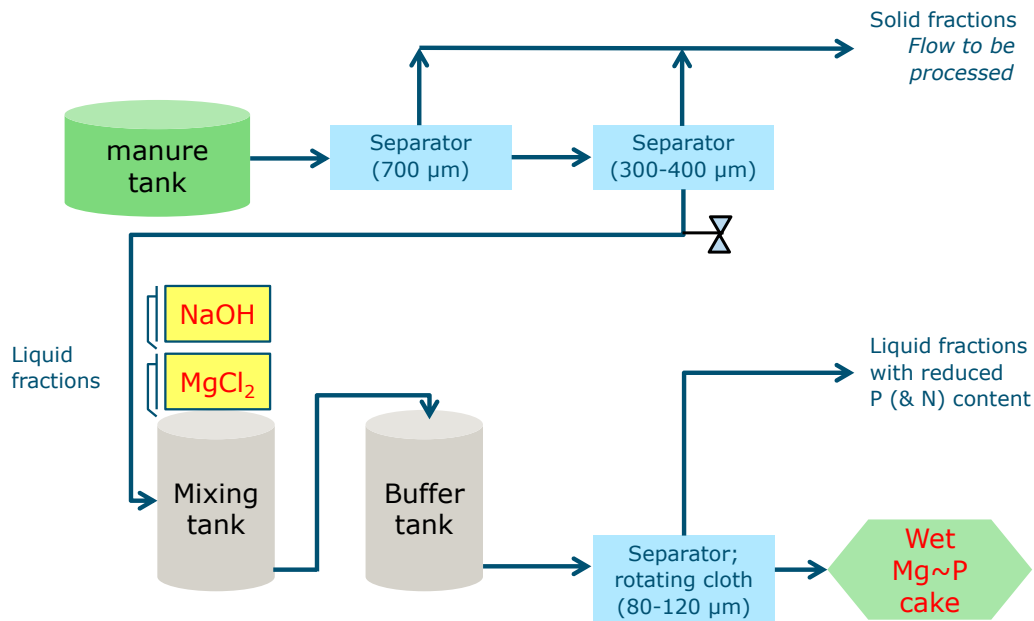 Solid fractions
Flow to be
processed
manure
tank
Separator
(700 µm)
Separator
(300-400 µm)
NaOH
MgCl₂
Liquid
fractions
Liquid fractions
with reduced
P (& N) content
Mixing
tank
Buffer
tank
Separator;
rotating cloth
(80-120 µm)
Wet
Mg~P
cake